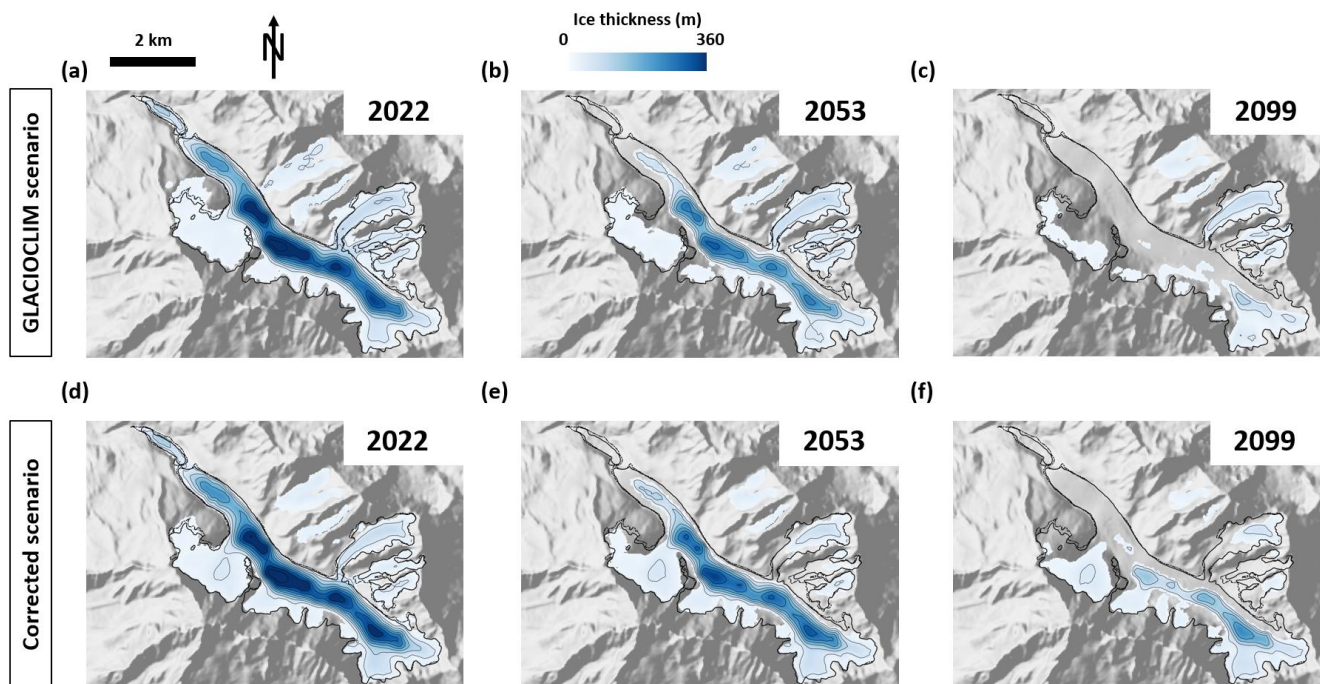 2 km
N
Ice thickness (m)
0 360
(a) (b) (c)
GLACIOCLIM scenario
2022 2053 2099
(d) (e) (f)
Corrected scenario
2022 2053 2099